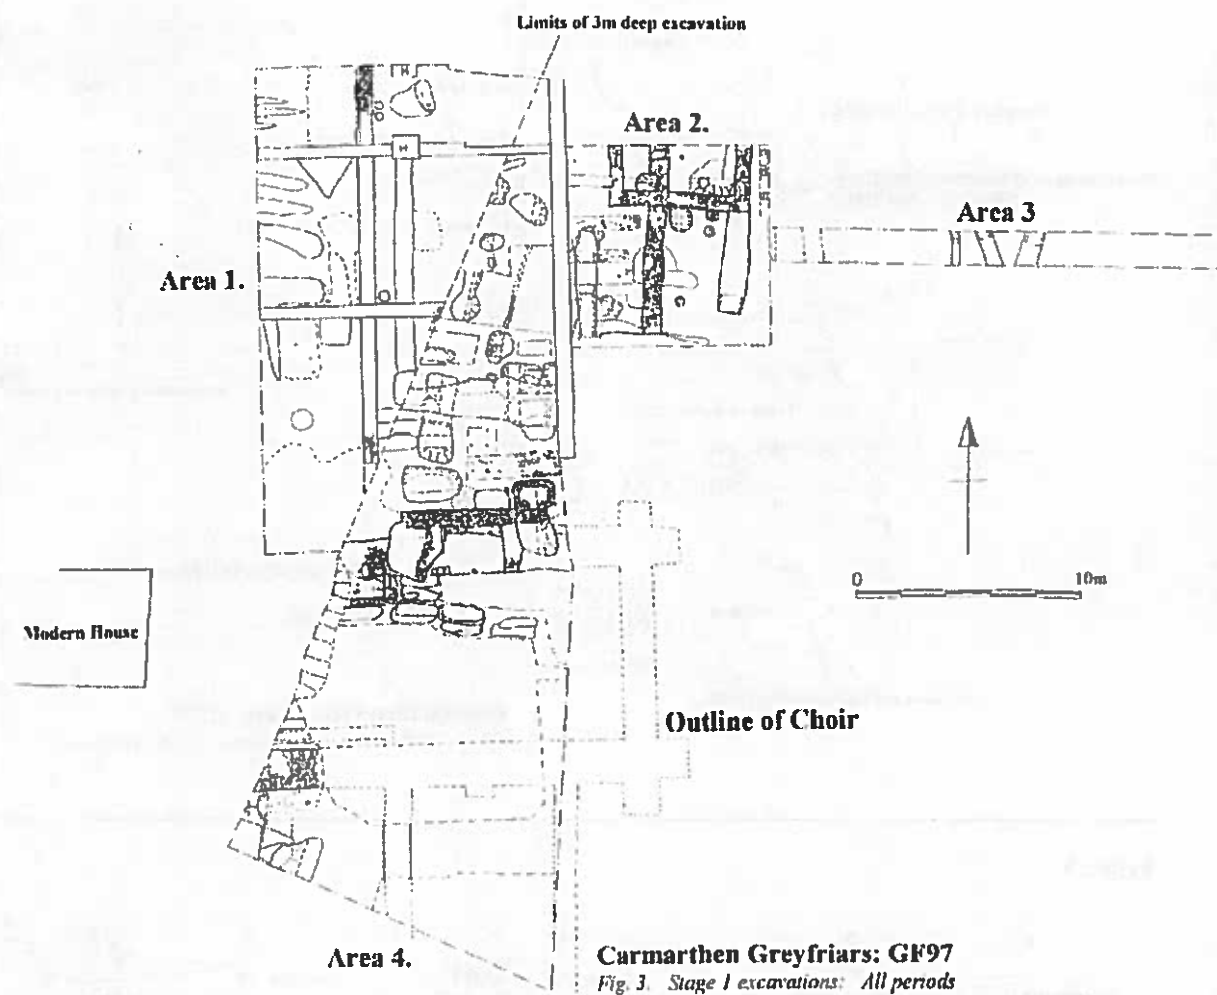 Limits of 3m deep excavation
Area 2.
Area 3
Area 1.
0 10m
Modern House
Outline of Choir
Area 4.
Carmarthen Greyfriars: GF97
Fig. 3. Stage 1 excavations: All periods